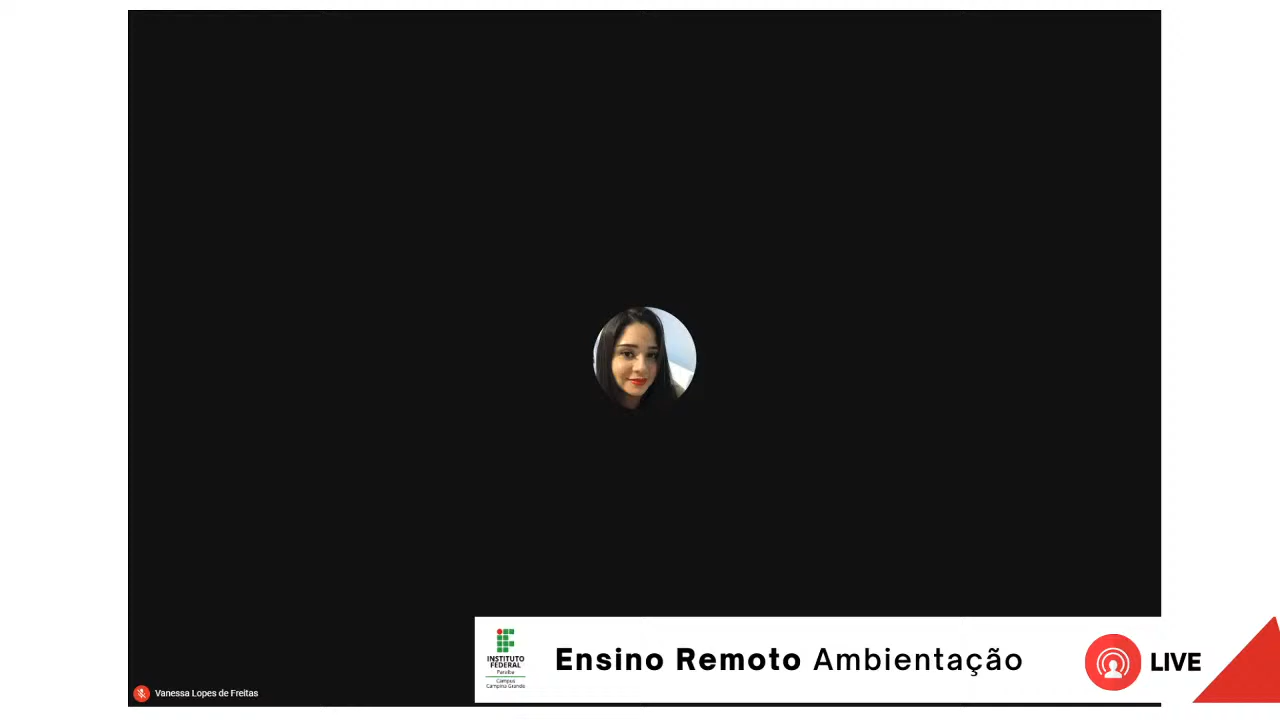 INSTITUTO
FEDERAL
Paraíba
Campus
Campina Grande
Ensino Remoto Ambientação
LIVE
Vanessa Lopes de Freitas